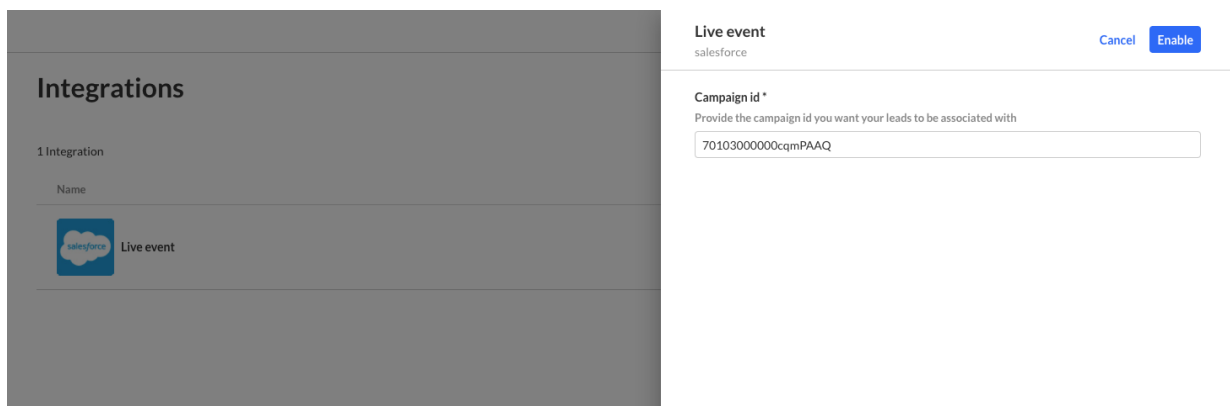 Integrations
1 Integration
Name
salesforce
Live event
Live event
salesforce
Cancel
Enable
Campaign id *
Provide the campaign id you want your leads to be associated with
70103000000cqmPAAQ